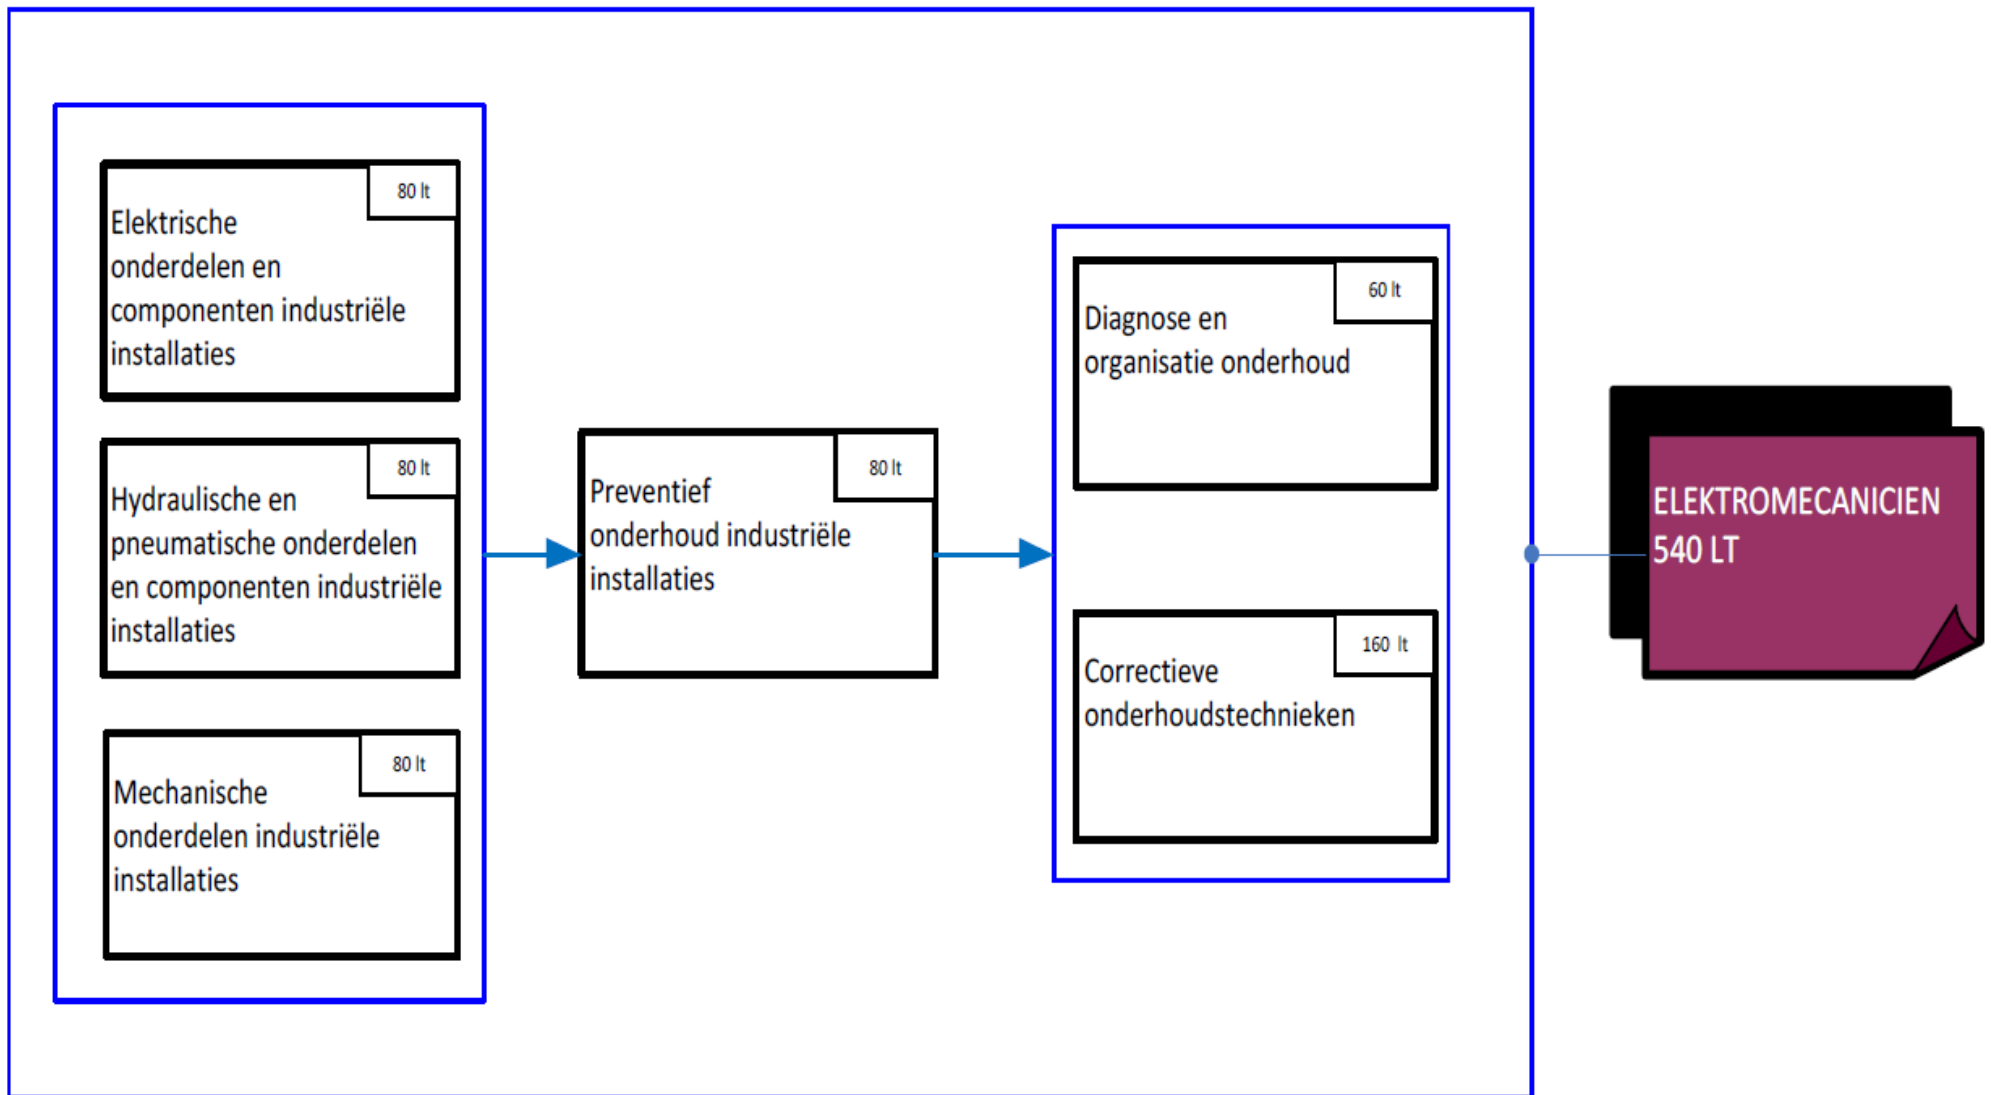 80 lt
Elektrische
onderdelen en
componenten industriële
installaties
80 lt
Hydraulische en
pneumatische onderdelen
en componenten industriële
installaties
80 lt
Mechanische
onderdelen industriële
installaties
80 lt
Preventief
onderhoud industriële
installaties
60 lt
Diagnose en
organisatie onderhoud
160 lt
Correctieve
onderhoudstechnieken
ELEKTROMECANICIEN
540 LT